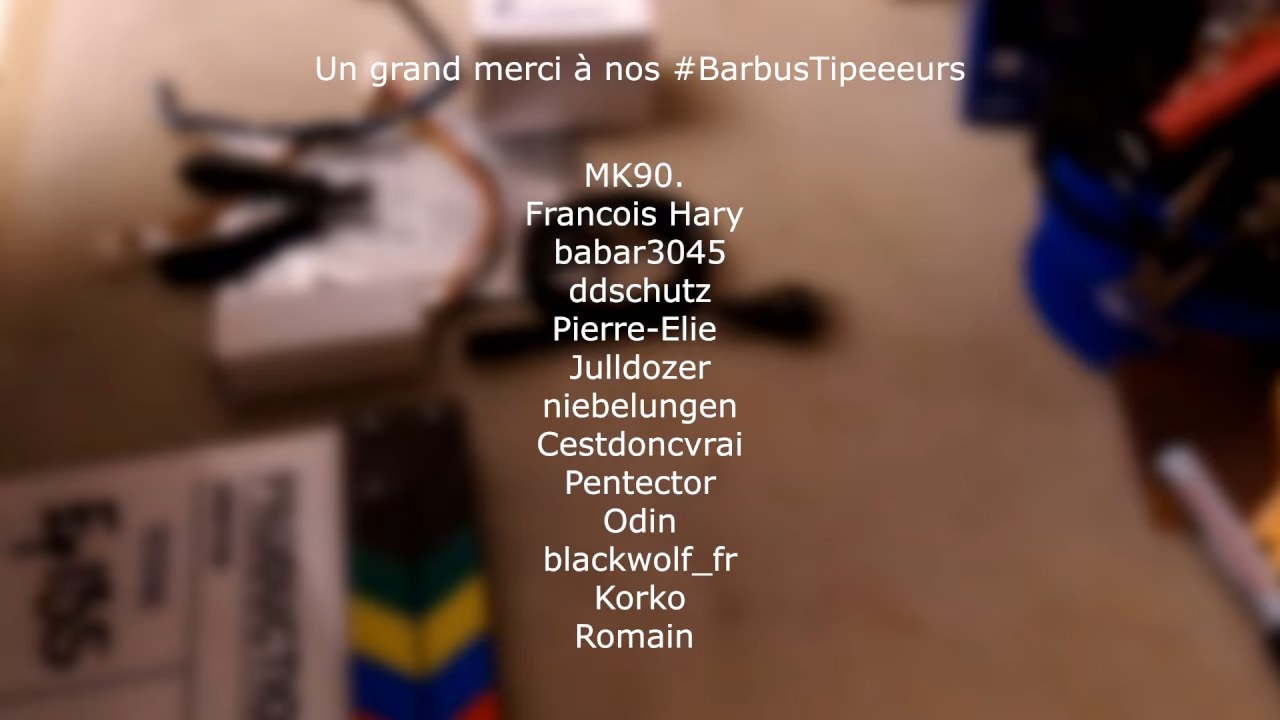 Un grand merci à nos #BarbusTipeeeurs
MK90.
Francois Hary
babar3045
ddschutz
Pierre-Elie
Julldozer
niebelungen
Cestdoncvrai
Pentector
Odin
blackwolf_fr
Korko
Romain